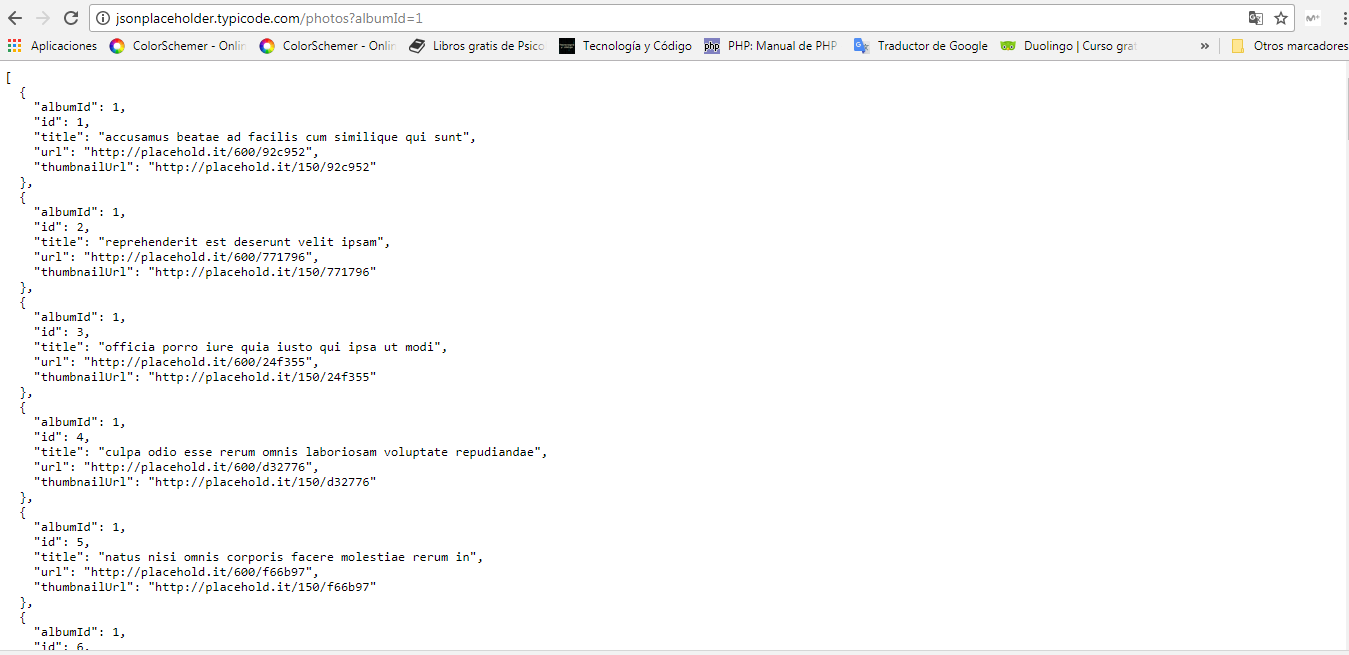 jsonplaceholder.typicode.com/photos?albumId=1
Aplicaciones ColorSchemer - Onlin ColorSchemer - Onlin Libros gratis de Psico Tecnología y Código php PHP: Manual de PHP Traductor de Google Duolingo | Curso grat » Otros marcadores
[
  {
    "albumId": 1,
    "id": 1,
    "title": "accusamus beatae ad facilis cum similique qui sunt",
    "url": "http://placehold.it/600/92c952",
    "thumbnailUrl": "http://placehold.it/150/92c952"
  },
  {
    "albumId": 1,
    "id": 2,
    "title": "reprehenderit est deserunt velit ipsam",
    "url": "http://placehold.it/600/771796",
    "thumbnailUrl": "http://placehold.it/150/771796"
  },
  {
    "albumId": 1,
    "id": 3,
    "title": "officia porro iure quia iusto qui ipsa ut modi",
    "url": "http://placehold.it/600/24f355",
    "thumbnailUrl": "http://placehold.it/150/24f355"
  },
  {
    "albumId": 1,
    "id": 4,
    "title": "culpa odio esse rerum omnis laboriosam voluptate repudiandae",
    "url": "http://placehold.it/600/d32776",
    "thumbnailUrl": "http://placehold.it/150/d32776"
  },
  {
    "albumId": 1,
    "id": 5,
    "title": "natus nisi omnis corporis facere molestiae rerum in",
    "url": "http://placehold.it/600/f66b97",
    "thumbnailUrl": "http://placehold.it/150/f66b97"
  },
  {
    "albumId": 1,
    "id": 6,